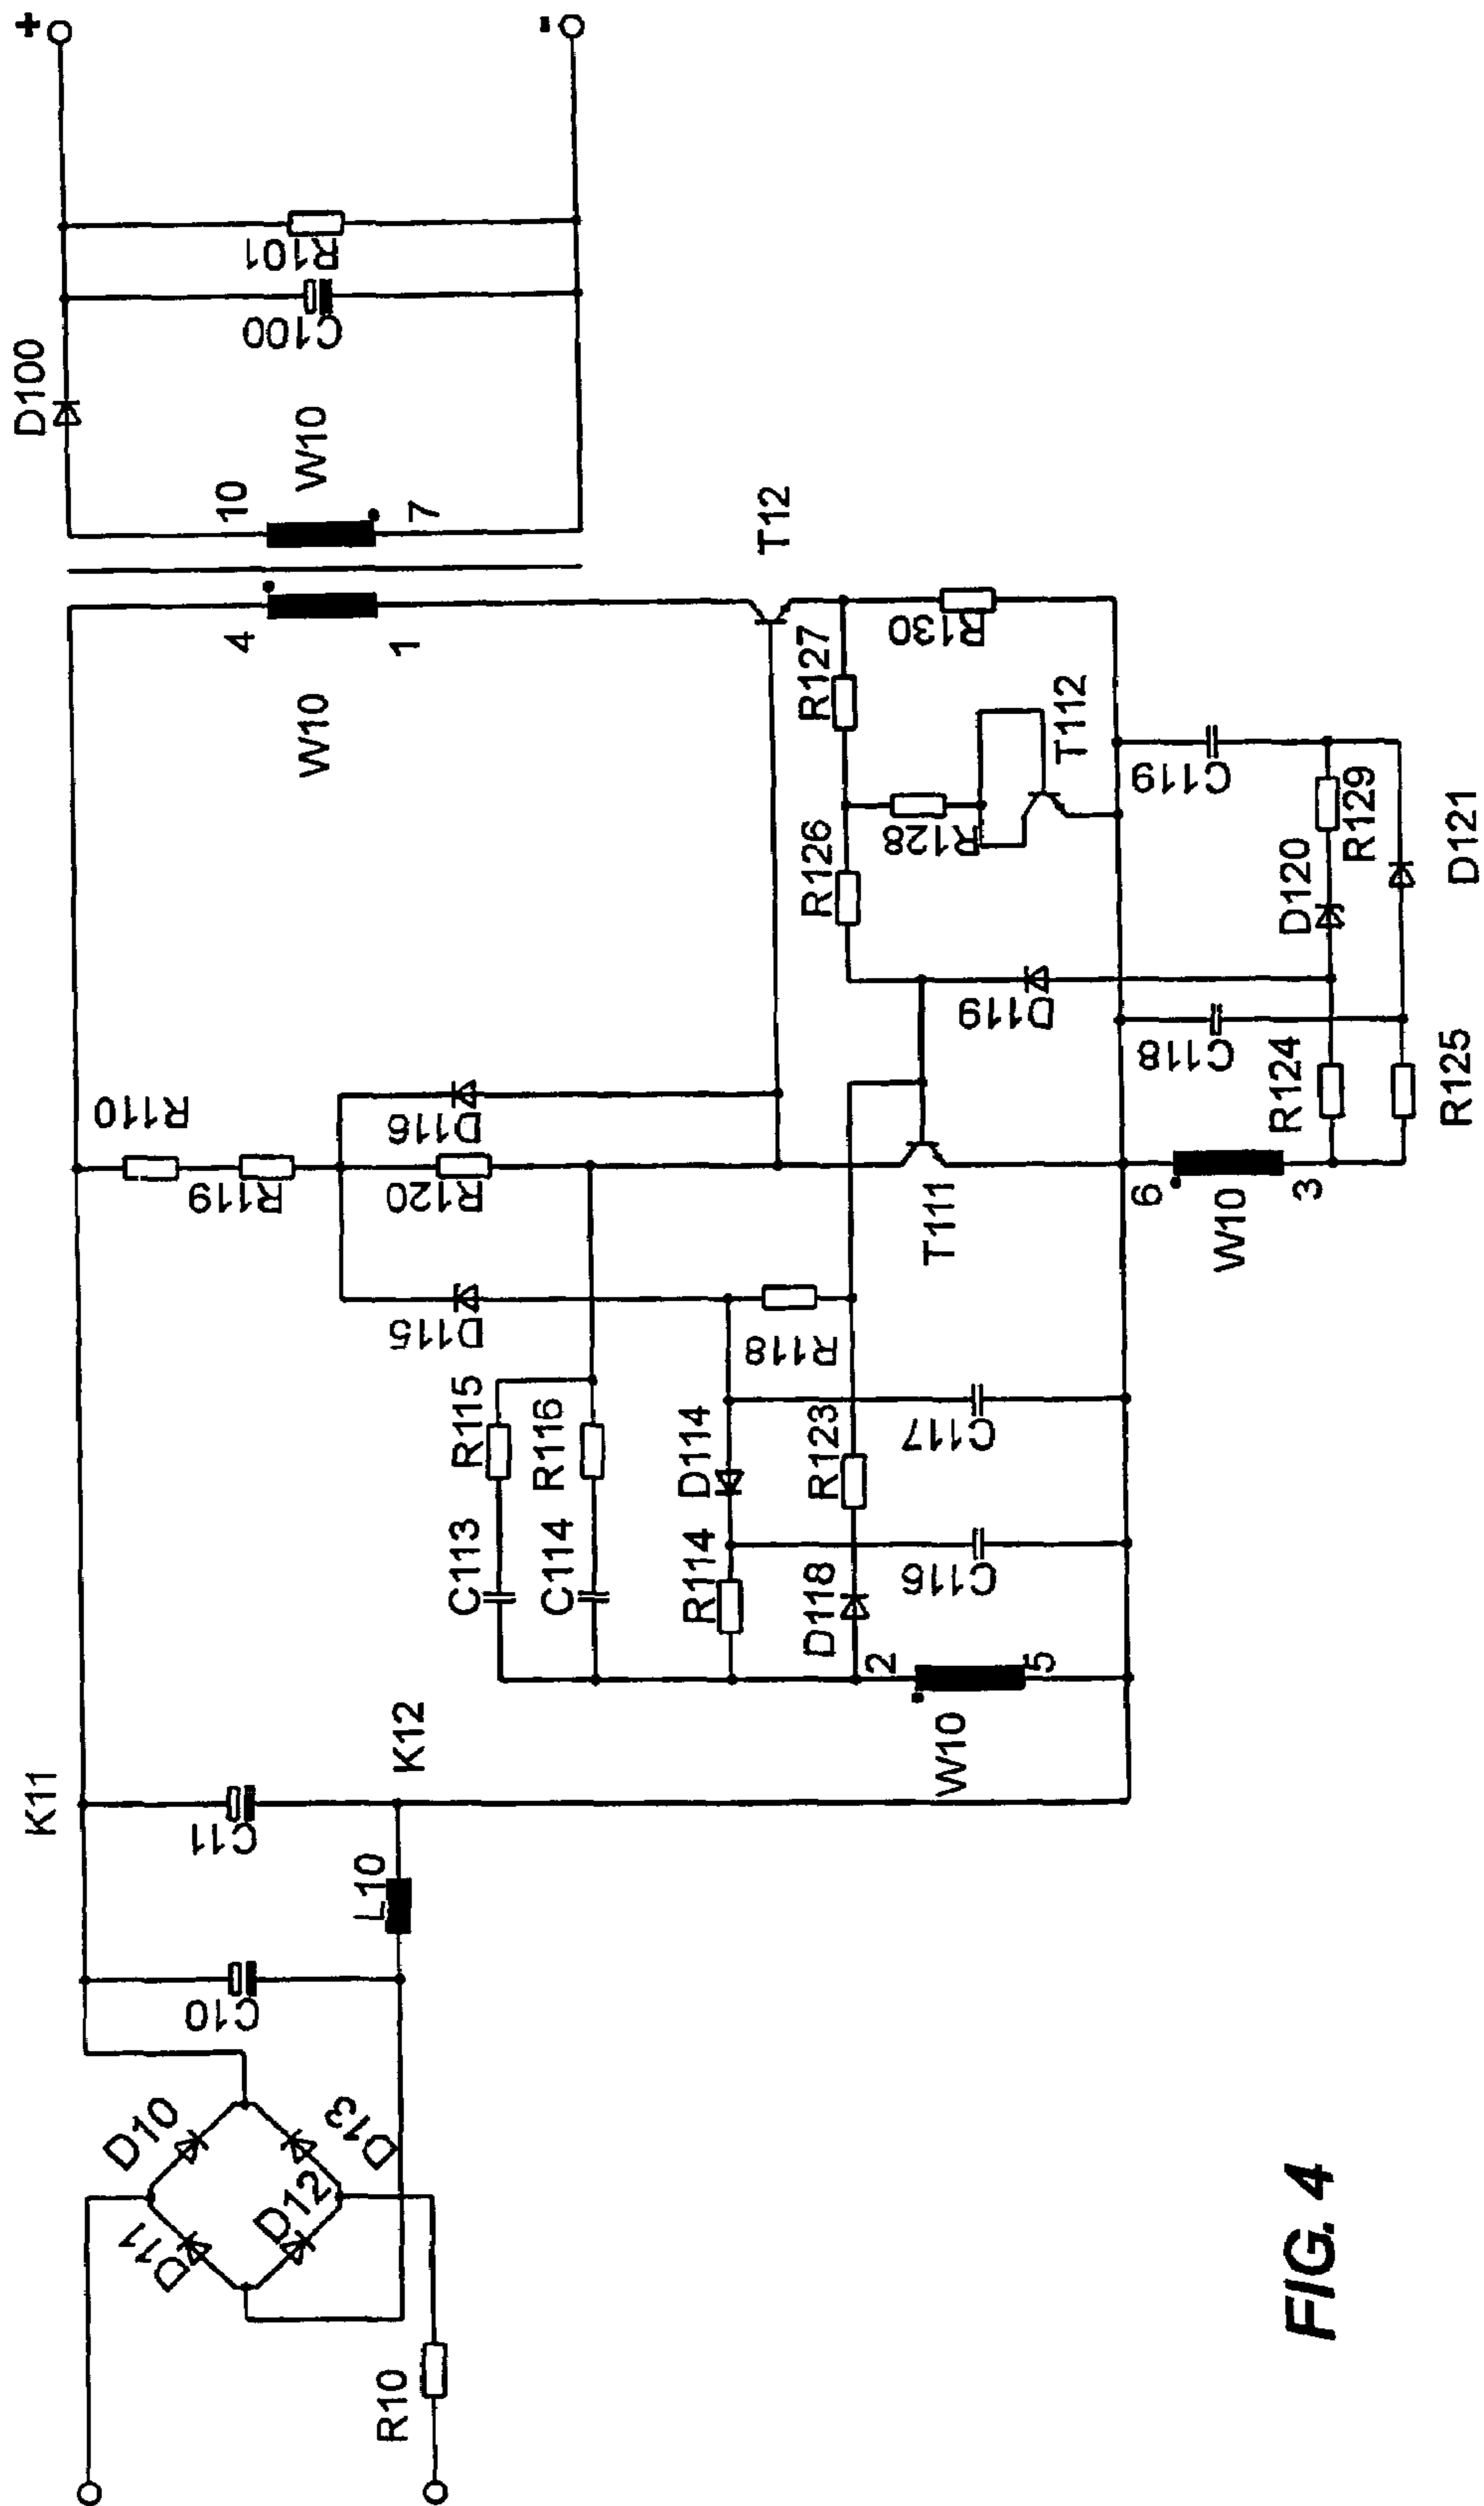 +
-
D100
R101
C100
W10
10
7
4
1
W10
T12
R127
R130
T112
R126
R128
C119
R129
D120
D121
D119
C118
R124
R125
R110
R119
D116
R120
D115
T111
6
3
W10
R118
R115
R116
D114
C117
R123
C113
C114
R114
D118
C116
2
5
W10
K11
K12
C11
L10
C10
D10
D13
D11
D12
R10
FIG. 4